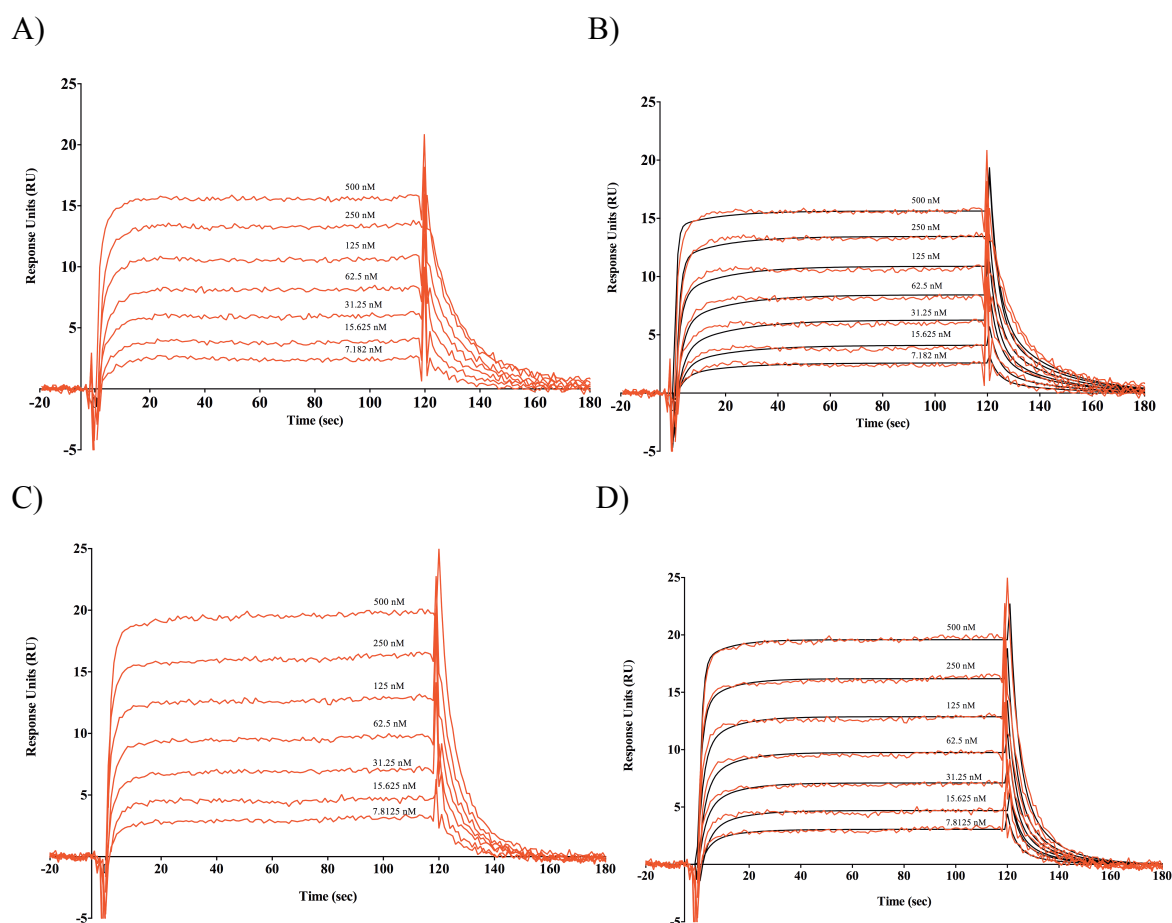 A)
B)
25
20
15
10
5
-5
-20
20
40
60
80
100
120
140
160
180
Response Units (RU)
Time (sec)
500 nM
250 nM
125 nM
62.5 nM
31.25 nM
15.625 nM
7.182 nM
25
20
15
10
5
-5
-20
20
40
60
80
100
120
140
160
180
Response Units (RU)
Time (sec)
500 nM
250 nM
125 nM
62.5 nM
31.25 nM
15.625 nM
7.182 nM
C)
D)
25
20
15
10
5
-5
-20
20
40
60
80
100
120
140
160
180
Response Units (RU)
Time (sec)
500 nM
250 nM
125 nM
62.5 nM
31.25 nM
15.625 nM
7.8125 nM
25
20
15
10
5
-5
-20
20
40
60
80
100
120
140
160
180
Response Units (RU)
Time (sec)
500 nM
250 nM
125 nM
62.5 nM
31.25 nM
15.625 nM
7.8125 nM